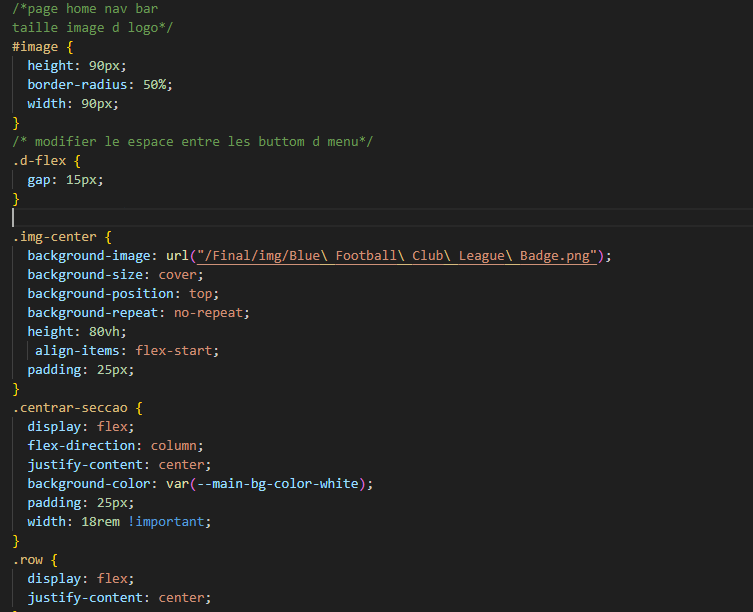 /*page home nav bar
taille image d logo*/
#image {
  height: 90px;
  border-radius: 50%;
  width: 90px;
}
/* modifier le espace entre les buttom d menu*/
.d-flex {
  gap: 15px;
}

.img-center {
  background-image: url("/Final/img/Blue\ Football\ Club\ League\ Badge.png");
  background-size: cover;
  background-position: top;
  background-repeat: no-repeat;
  height: 80vh;
   align-items: flex-start;
  padding: 25px;
}
.centrar-seccao {
  display: flex;
  flex-direction: column;
  justify-content: center;
  background-color: var(--main-bg-color-white);
  padding: 25px;
  width: 18rem !important;
}
.row {
  display: flex;
  justify-content: center;